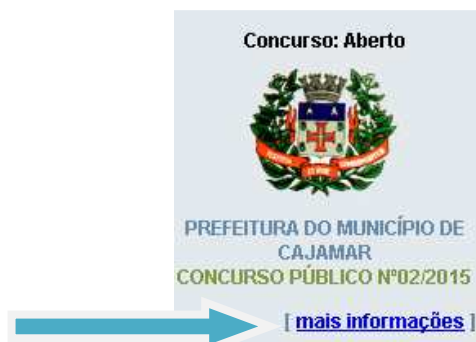 Concurso: Aberto
PREFEITURA DO MUNICÍPIO DE
CAJAMAR
CONCURSO PÚBLICO Nº02/2015
[ mais informações ]